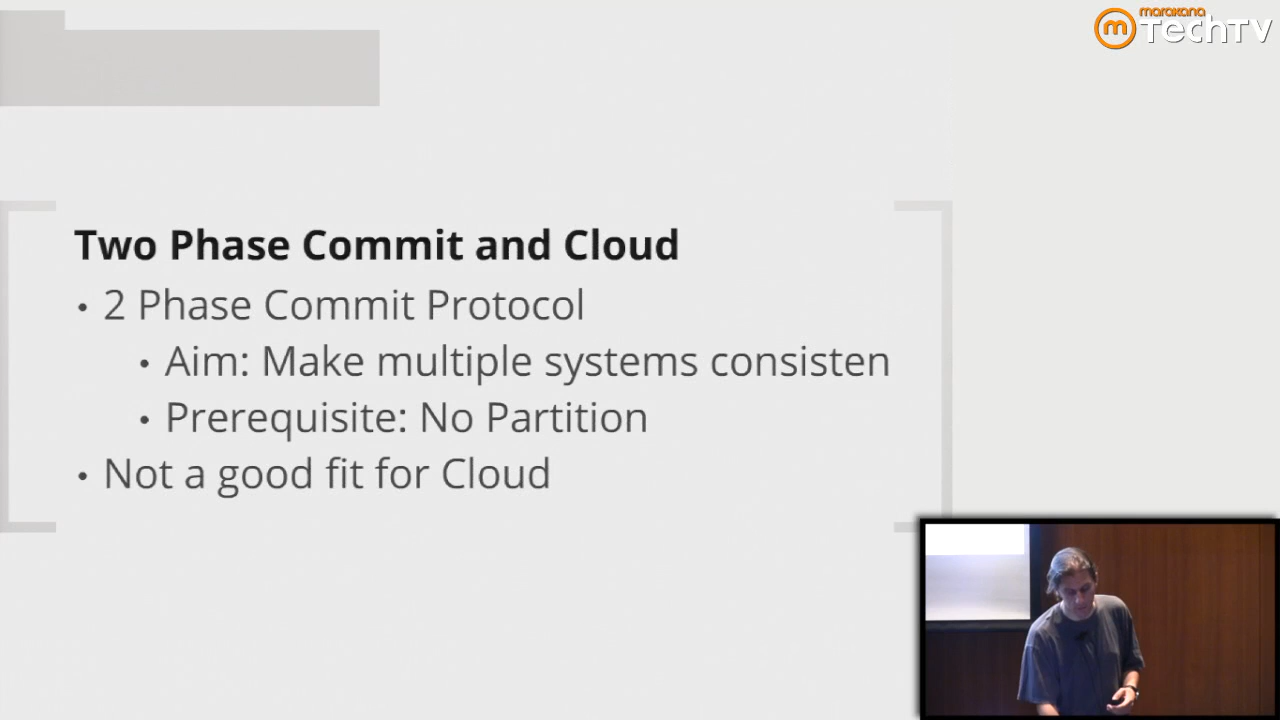 marakana
TechTV
Two Phase Commit and Cloud
• 2 Phase Commit Protocol
• Aim: Make multiple systems consisten
• Prerequisite: No Partition
• Not a good fit for Cloud